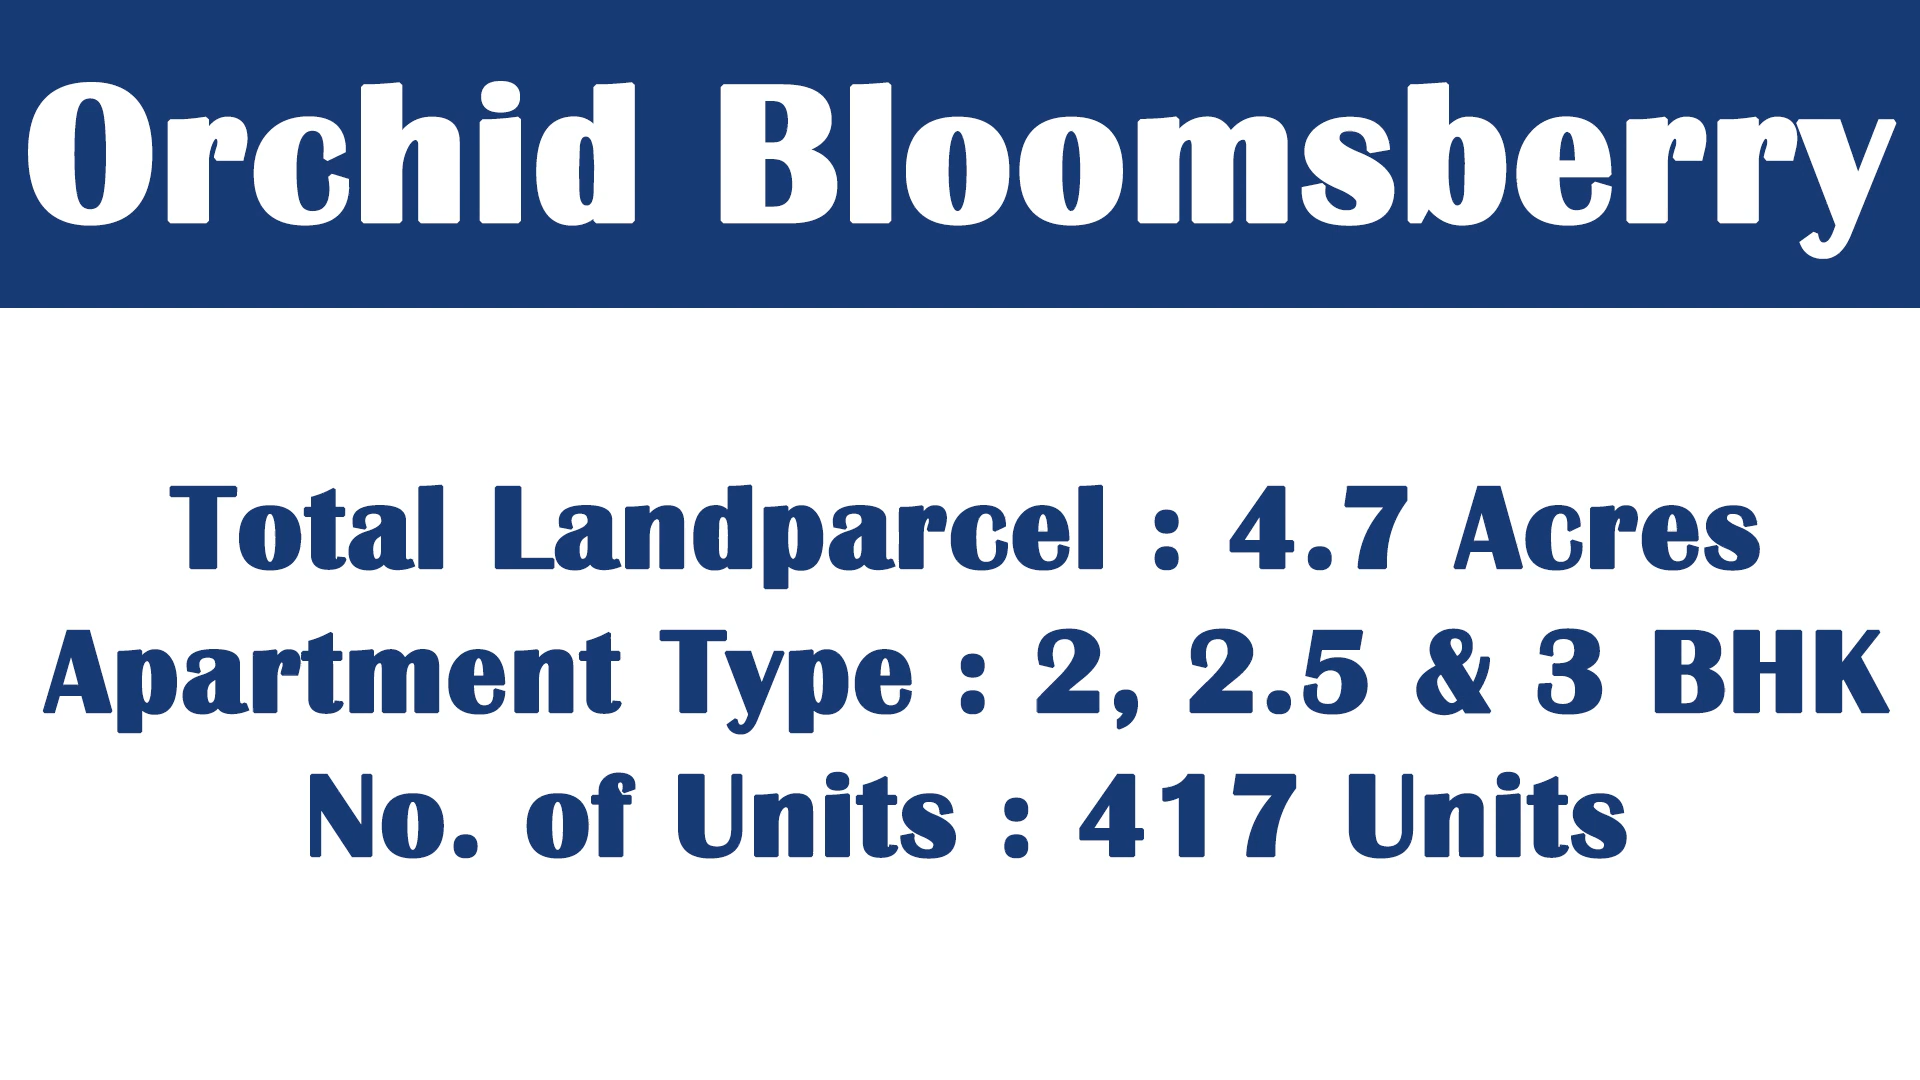 Orchid Bloomsberry
Total Landparcel : 4.7 Acres
Apartment Type : 2, 2.5 & 3 BHK
No. of Units : 417 Units